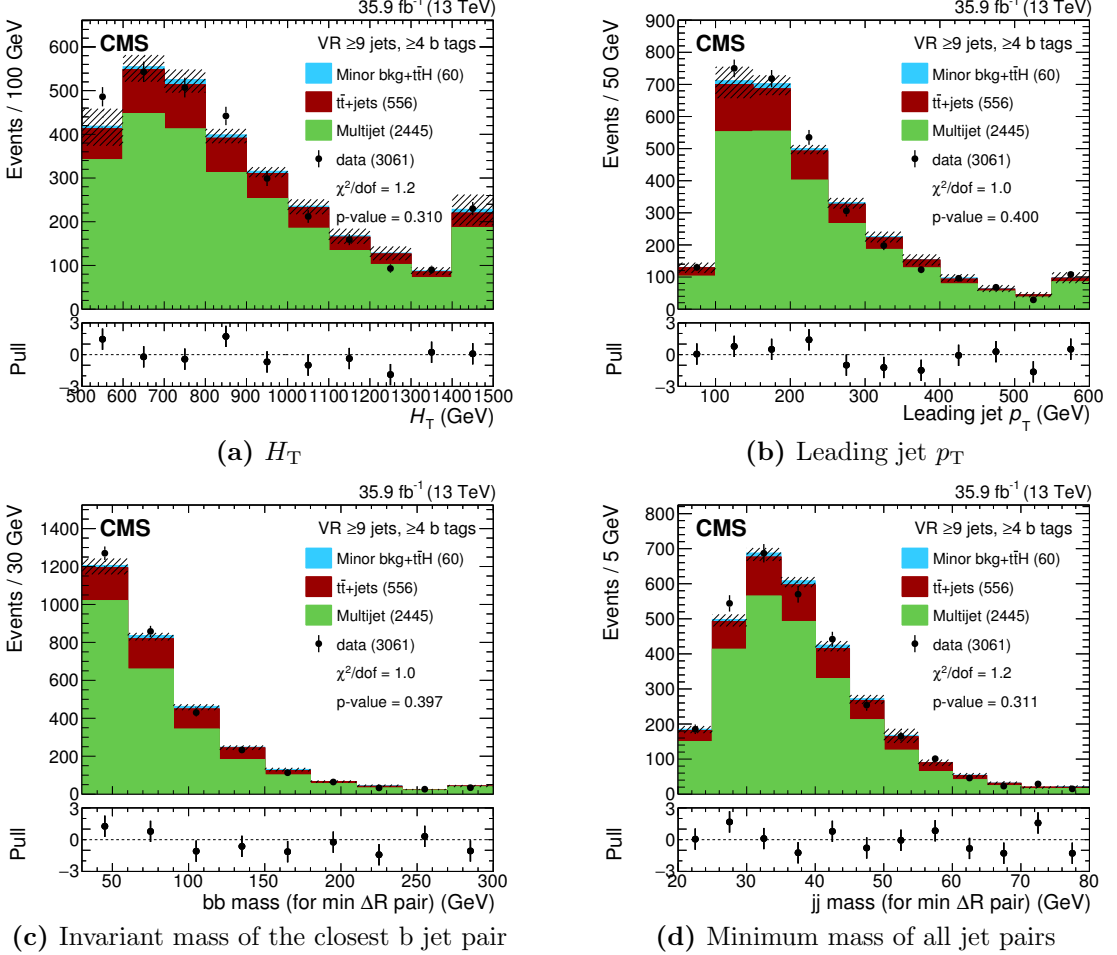 35.9 fb⁻¹ (13 TeV)
CMS
VR ≥9 jets, ≥4 b tags
Minor bkg+tt̄H (60)
tt̄+jets (556)
Multijet (2445)
data (3061)
χ²/dof = 1.2
p-value = 0.310
Events / 100 GeV
600
500
400
300
200
100
0
Pull
3
0
−3
500 600 700 800 900 1000 1100 1200 1300 1400 1500
H_T (GeV)
(a) H_T
35.9 fb⁻¹ (13 TeV)
CMS
VR ≥9 jets, ≥4 b tags
Minor bkg+tt̄H (60)
tt̄+jets (556)
Multijet (2445)
data (3061)
χ²/dof = 1.0
p-value = 0.400
Events / 50 GeV
900
800
700
600
500
400
300
200
100
0
Pull
3
0
−3
100 200 300 400 500 600
Leading jet p_T (GeV)
(b) Leading jet p_T
35.9 fb⁻¹ (13 TeV)
CMS
VR ≥9 jets, ≥4 b tags
Minor bkg+tt̄H (60)
tt̄+jets (556)
Multijet (2445)
data (3061)
χ²/dof = 1.0
p-value = 0.397
Events / 30 GeV
1400
1200
1000
800
600
400
200
0
Pull
3
0
−3
50 100 150 200 250 300
bb mass (for min ΔR pair) (GeV)
(c) Invariant mass of the closest b jet pair
35.9 fb⁻¹ (13 TeV)
CMS
VR ≥9 jets, ≥4 b tags
Minor bkg+tt̄H (60)
tt̄+jets (556)
Multijet (2445)
data (3061)
χ²/dof = 1.2
p-value = 0.311
Events / 5 GeV
800
700
600
500
400
300
200
100
0
Pull
3
0
−3
20 30 40 50 60 70 80
jj mass (for min ΔR pair) (GeV)
(d) Minimum mass of all jet pairs